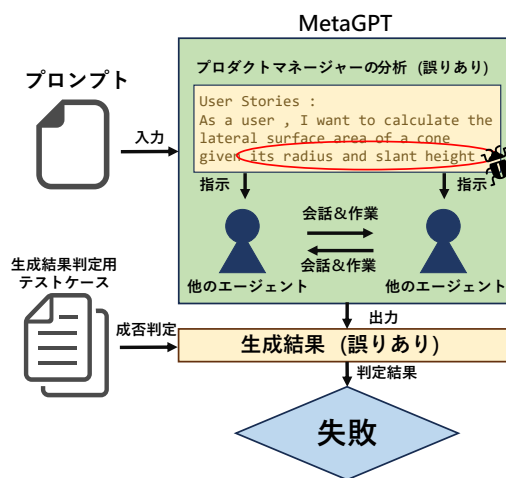 MetaGPT
プロンプト
プロダクトマネージャーの分析 (誤りあり)
User Stories :
As a user , I want to calculate the
lateral surface area of a cone
given its radius and slant height
入力
指示
指示
会話&作業
会話&作業
他のエージェント
他のエージェント
生成結果判定用
テストケース
出力
成否判定
生成結果 (誤りあり)
判定結果
失敗